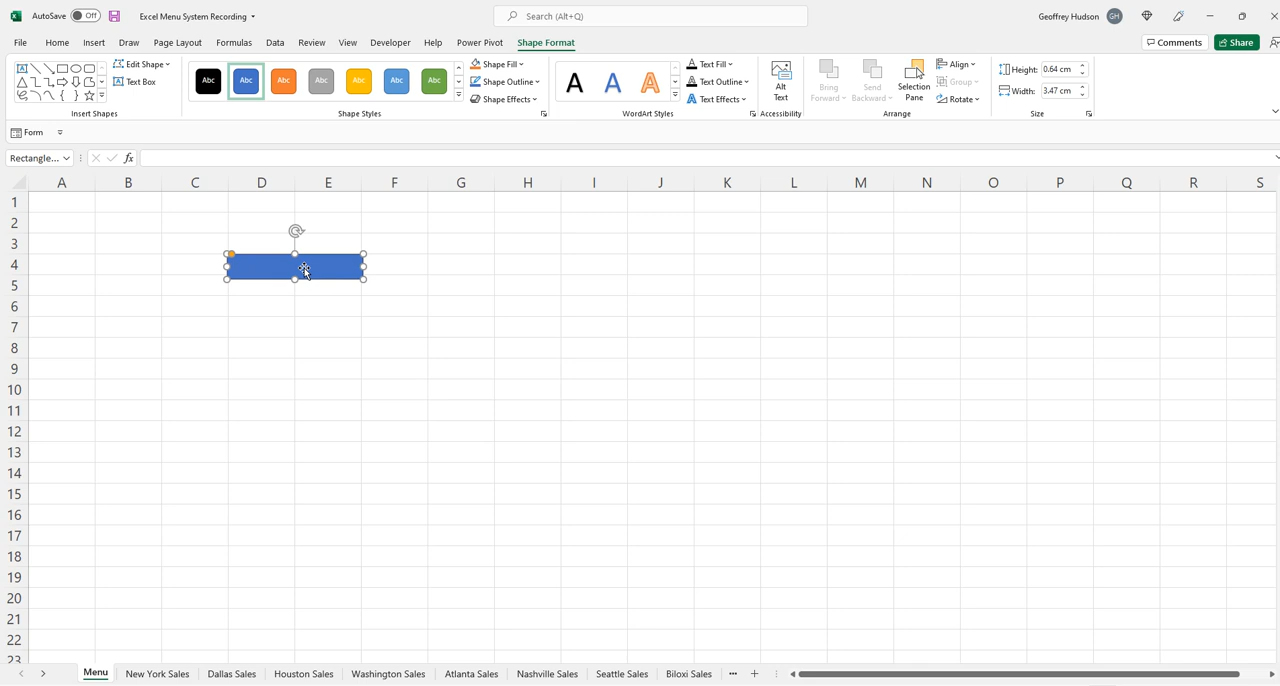 AutoSave Off Excel Menu System Recording Search (Alt+Q) Geoffrey Hudson GH
File Home Insert Draw Page Layout Formulas Data Review View Developer Help Power Pivot Shape Format Comments Share
Edit Shape
Text Box
Insert Shapes
Abc Abc Abc Abc Abc Abc Abc
Shape Fill
Shape Outline
Shape Effects
Shape Styles
A A A
Text Fill
Text Outline
Text Effects
WordArt Styles
Alt
Text
Accessibility
Bring
Forward
Send
Backward
Selection
Pane
Align
Group
Rotate
Arrange
Height: 0.64 cm
Width: 3.47 cm
Size
Form
Rectangle... fx
A B C D E F G H I J K L M N O P Q R S
1
2
3
4
5
6
7
8
9
10
11
12
13
14
15
16
17
18
19
20
21
22
23
Menu New York Sales Dallas Sales Houston Sales Washington Sales Atlanta Sales Nashville Sales Seattle Sales Biloxi Sales ...